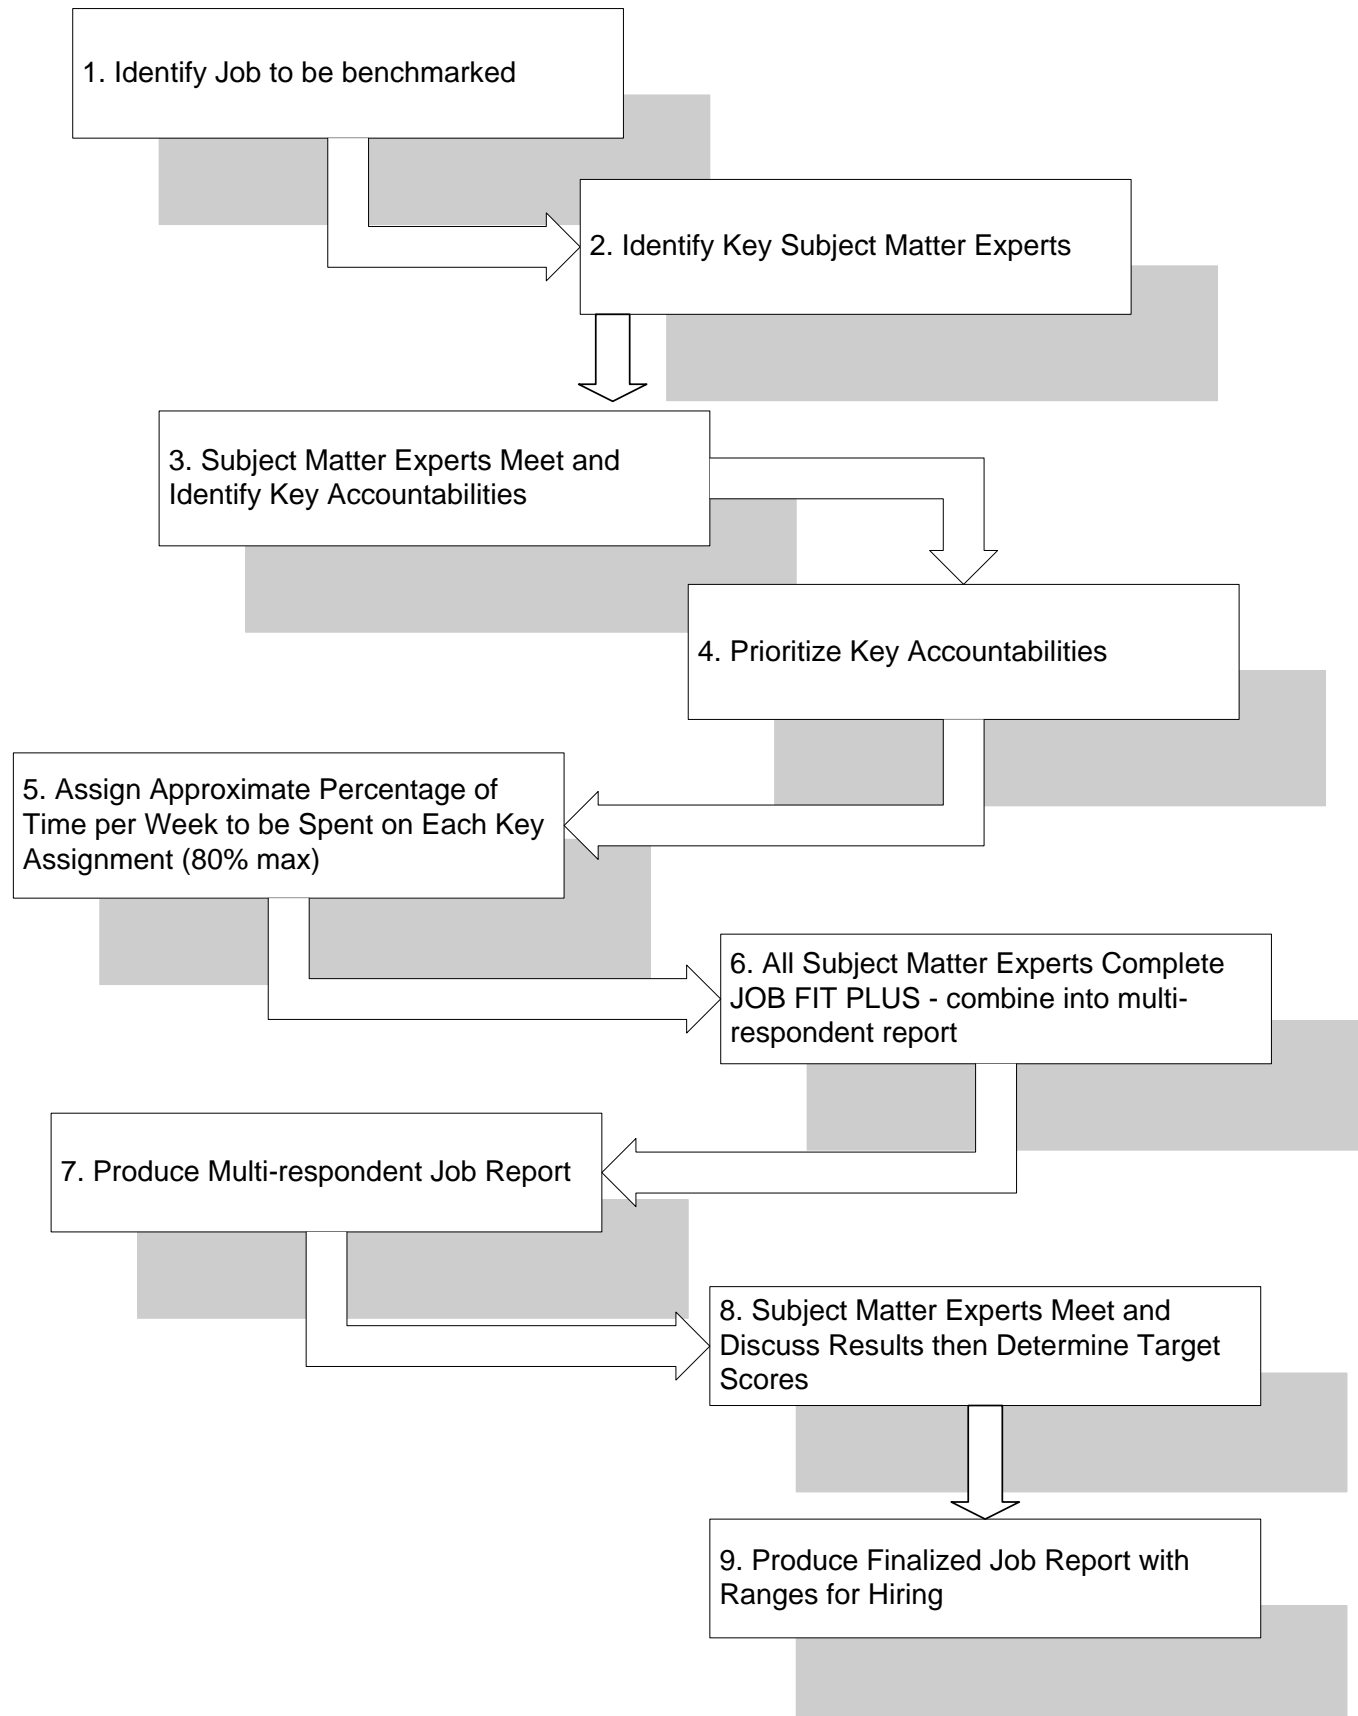 1. Identify Job to be benchmarked
2. Identify Key Subject Matter Experts
3. Subject Matter Experts Meet and
Identify Key Accountabilities
4. Prioritize Key Accountabilities
5. Assign Approximate Percentage of
Time per Week to be Spent on Each Key
Assignment (80% max)
6. All Subject Matter Experts Complete
JOB FIT PLUS - combine into multi-
respondent report
7. Produce Multi-respondent Job Report
8. Subject Matter Experts Meet and
Discuss Results then Determine Target
Scores
9. Produce Finalized Job Report with
Ranges for Hiring